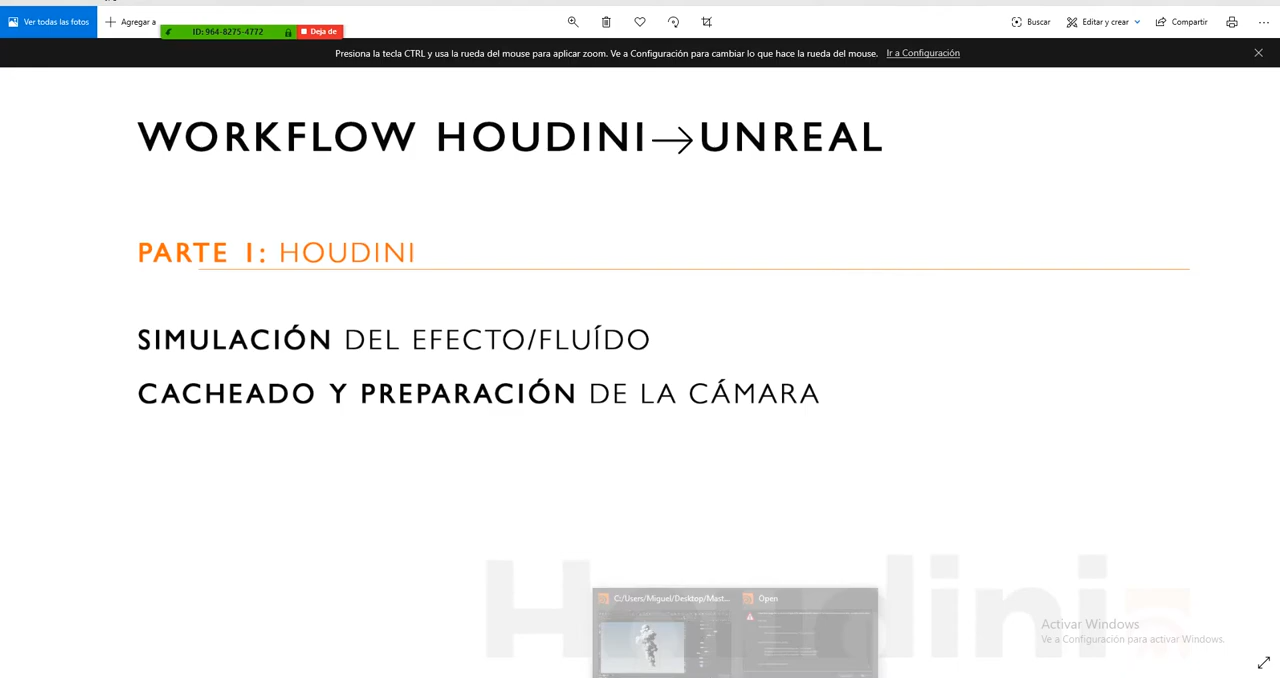 Ver todas las fotos
Agregar a
ID: 964-8275-4772
Deja de
Buscar
Editar y crear
Compartir
Presiona la tecla CTRL y usa la rueda del mouse para aplicar zoom. Ve a Configuración para cambiar lo que hace la rueda del mouse. Ir a Configuración
WORKFLOW HOUDINI→UNREAL
PARTE 1: HOUDINI
SIMULACIÓN DEL EFECTO/FLUÍDO
CACHEADO Y PREPARACIÓN DE LA CÁMARA
Houdini
C:/Users/Miguel/Desktop/Mast...
Open
Activar Windows
Ve a Configuración para activar Windows.